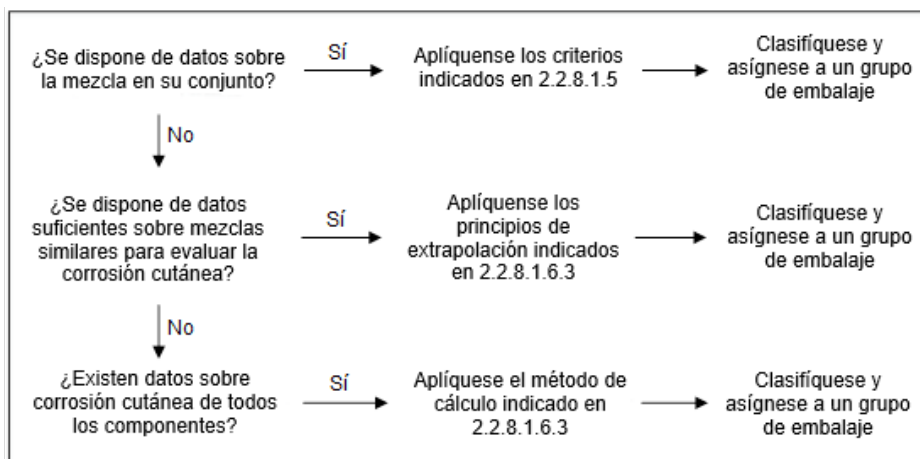 ¿Se dispone de datos sobre
la mezcla en su conjunto?
Sí
Aplíquense los criterios
indicados en 2.2.8.1.5
Clasifíquese y
asígnese a un grupo
de embalaje
No
¿Se dispone de datos
suficientes sobre mezclas
similares para evaluar la
corrosión cutánea?
Sí
Aplíquense los
principios de
extrapolación indicados
en 2.2.8.1.6.3
Clasifíquese y
asígnese a un grupo
de embalaje
No
¿Existen datos sobre
corrosión cutánea de todos
los componentes?
Sí
Aplíquese el método de
cálculo indicado en
2.2.8.1.6.3
Clasifíquese y
asígnese a un grupo
de embalaje